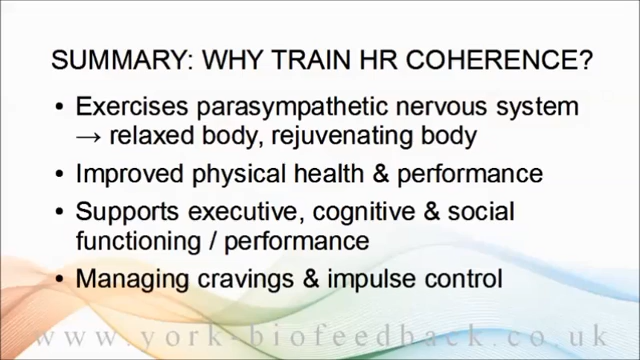 SUMMARY: WHY TRAIN HR COHERENCE?
• Exercises parasympathetic nervous system
→ relaxed body, rejuvenating body
• Improved physical health & performance
• Supports executive, cognitive & social
functioning / performance
• Managing cravings & impulse control
www.york-biofeedback.co.uk